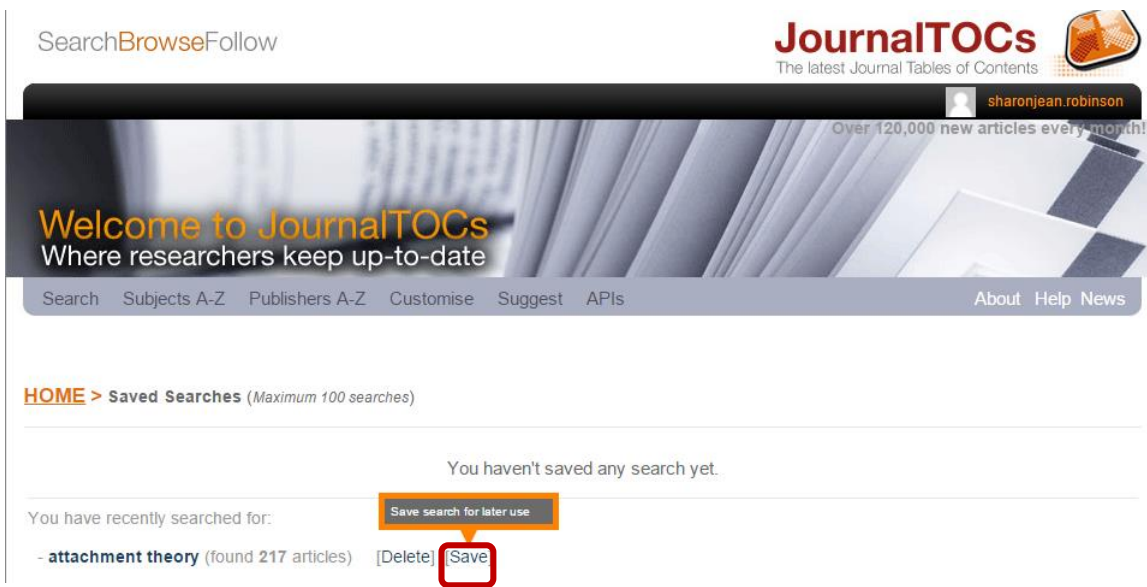 SearchBrowseFollow
JournalTOCs
The latest Journal Tables of Contents
sharonjean.robinson
Over 120,000 new articles every month!
Welcome to JournalTOCs
Where researchers keep up-to-date
Search Subjects A-Z Publishers A-Z Customise Suggest APIs About Help News
HOME > Saved Searches (Maximum 100 searches)
You haven't saved any search yet.
Save search for later use
You have recently searched for:
- attachment theory (found 217 articles) [Delete] [Save]